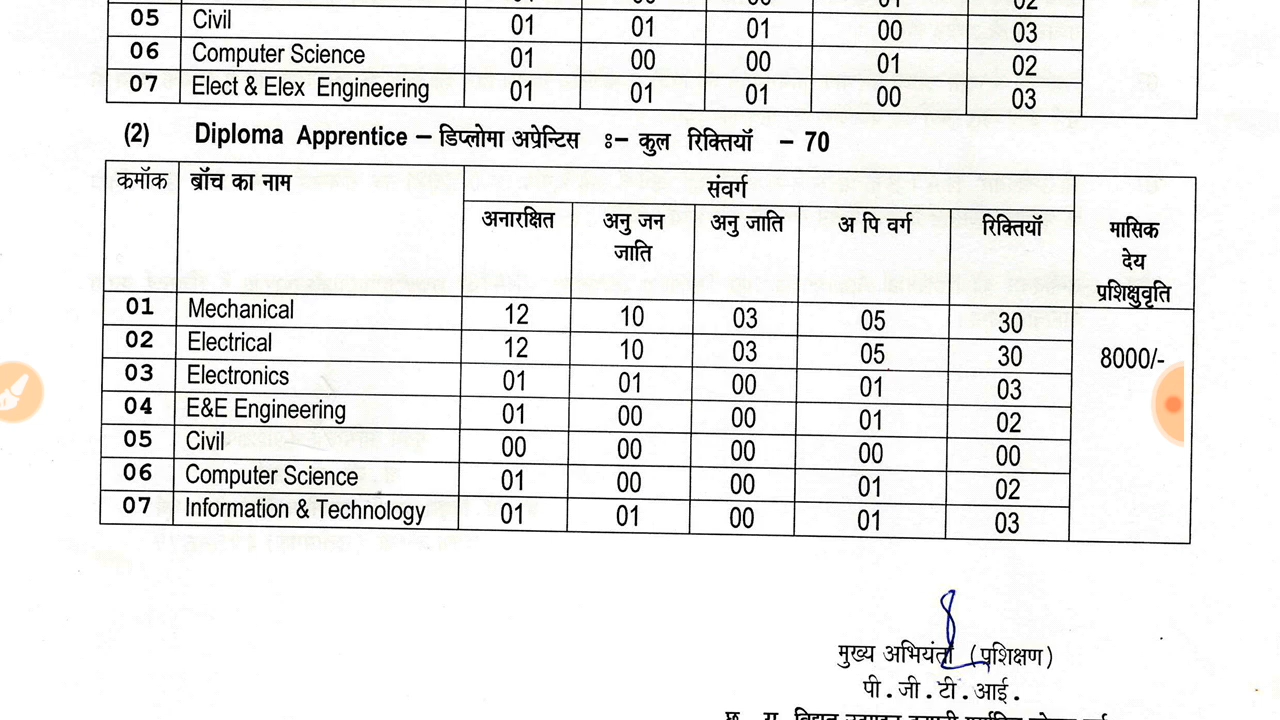 05 Civil 01 01 01 00 03
06 Computer Science 01 00 00 01 02
07 Elect & Elex Engineering 01 01 01 00 03
(2) Diploma Apprentice – डिप्लोमा अप्रेन्टिस :– कुल रिक्तियॉ – 70
कमॉक ब्रॉच का नाम संवर्ग मासिक देय प्रशिक्षुवृति
अनारक्षित अनु जन जाति अनु जाति अ पि वर्ग रिक्तियॉ
01 Mechanical 12 10 03 05 30
02 Electrical 12 10 03 05 30 8000/-
03 Electronics 01 01 00 01 03
04 E&E Engineering 01 00 00 01 02
05 Civil 00 00 00 00 00
06 Computer Science 01 00 00 01 02
07 Information & Technology 01 01 00 01 03
मुख्य अभियंता (प्रशिक्षण)
पी.जी.टी.आई.